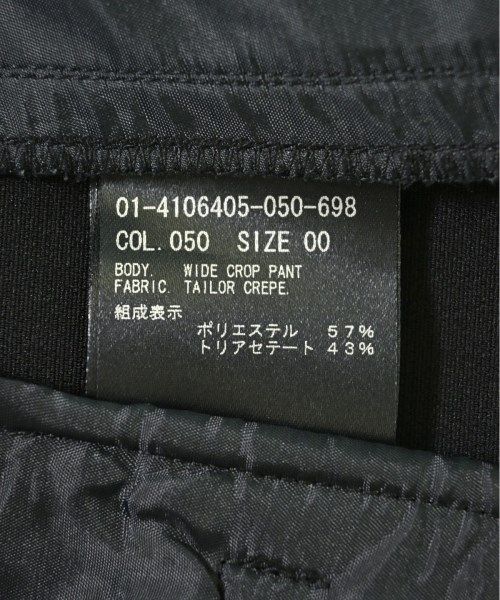 01-4106405-050-698
COL. 050 SIZE 00
BODY. WIDE CROP PANT
FABRIC. TAILOR CREPE.
組成表示
ポリエステル 57%
トリアセテート 43%